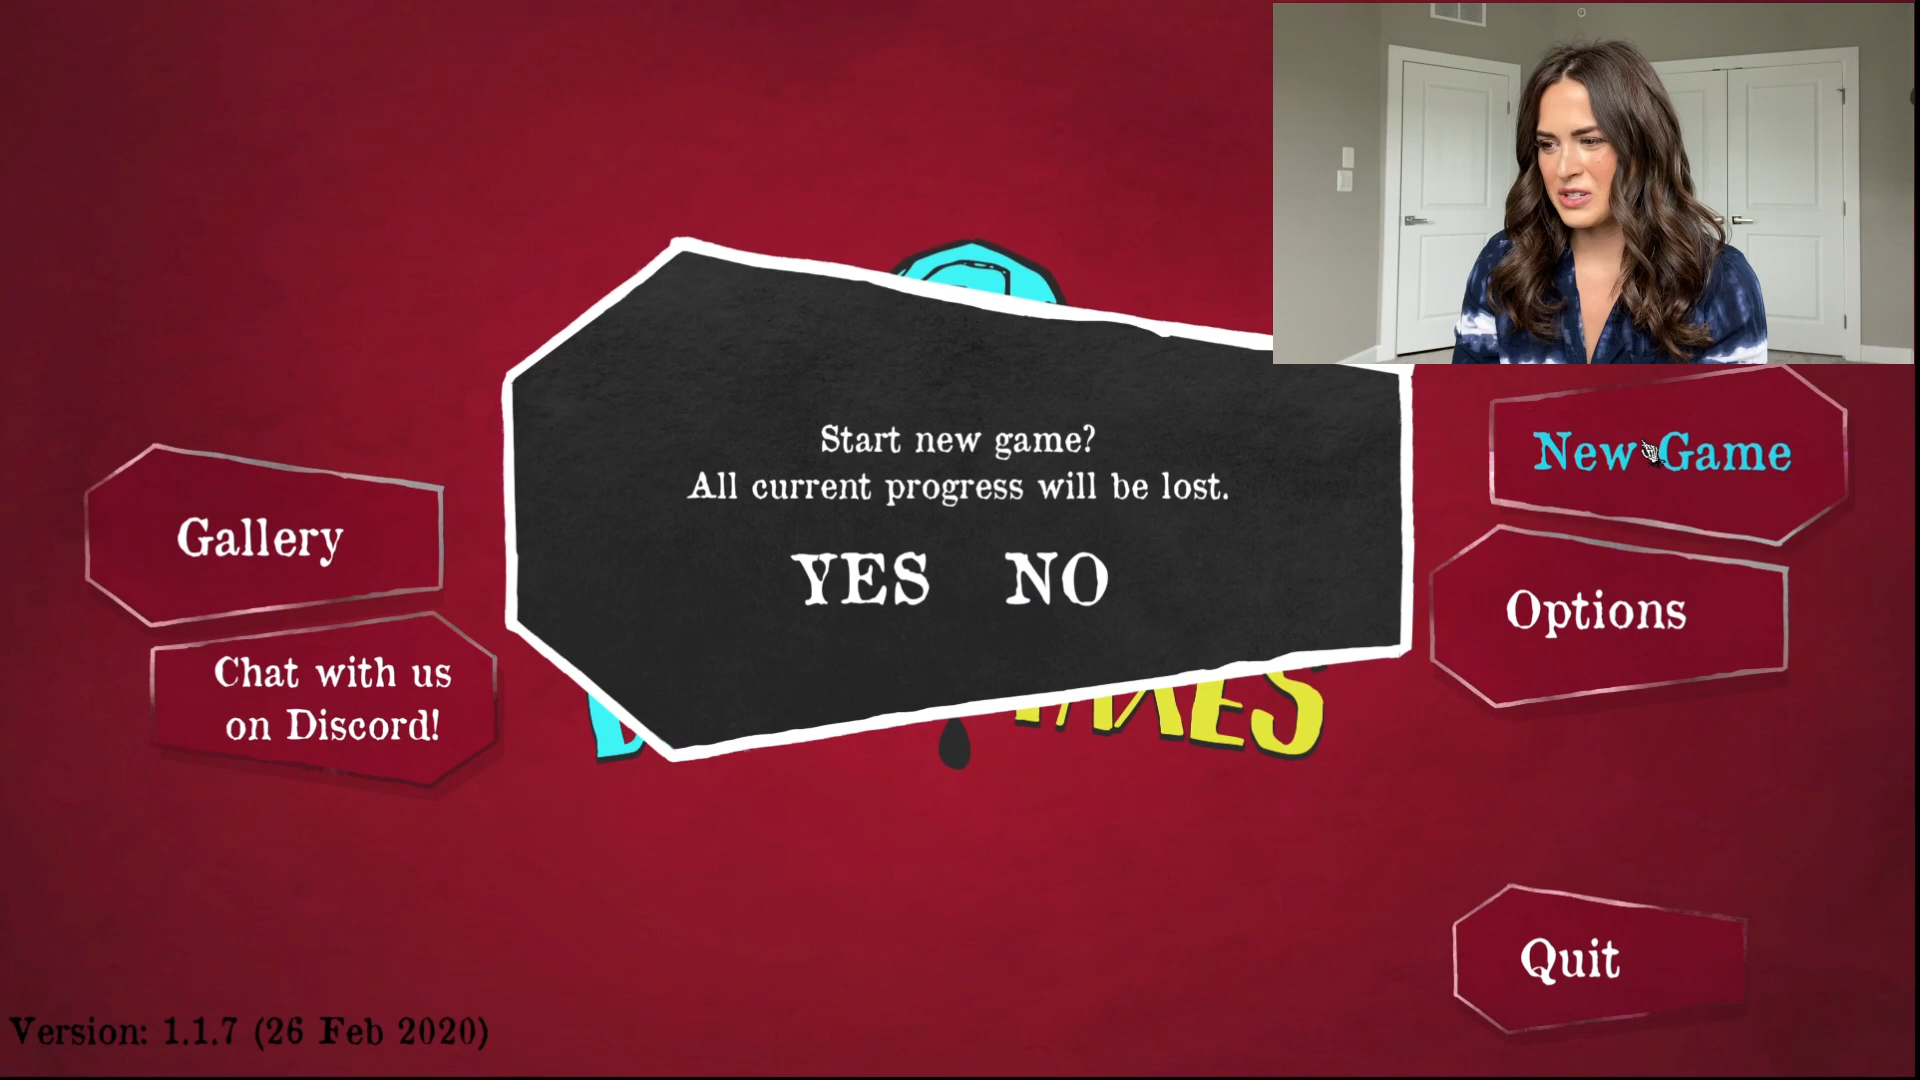 Start new game?
All current progress will be lost.
YES NO
New Game
Gallery
Options
Chat with us
on Discord!
TAXES
Quit
Version: 1.1.7 (26 Feb 2020)